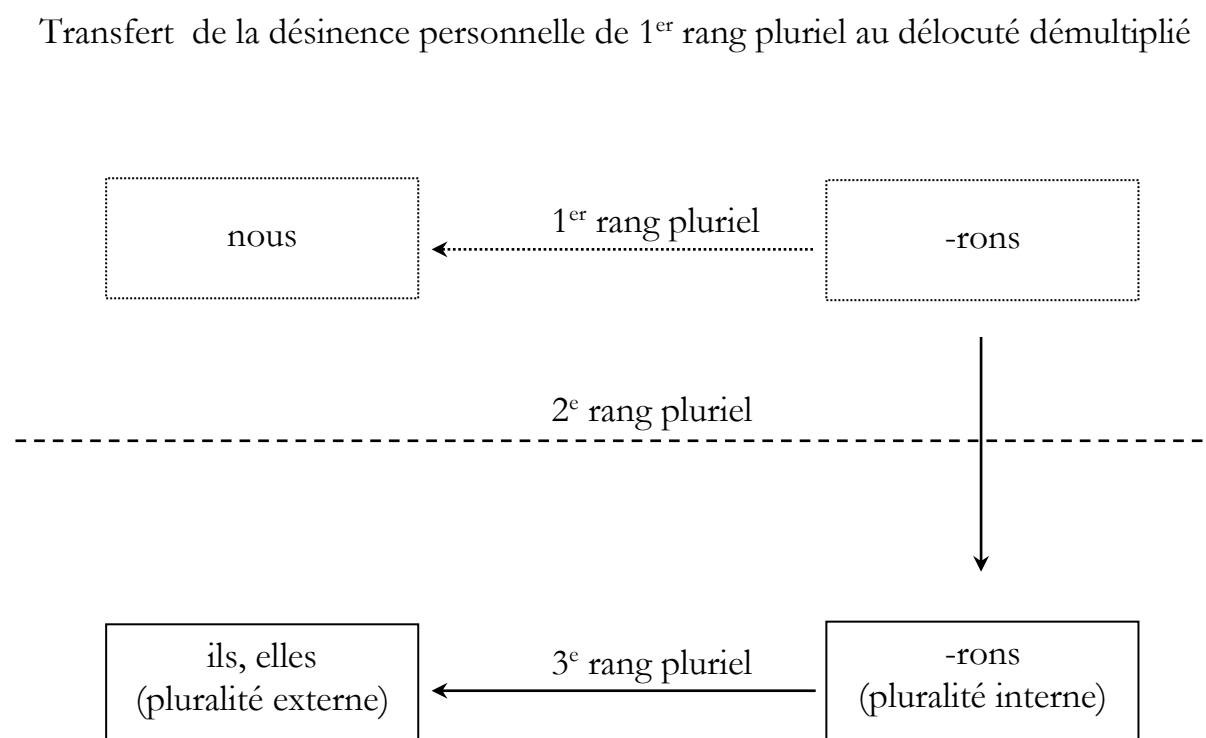 Transfert de la désinence personnelle de 1er rang pluriel au délocuté démultiplié
nous
1er rang pluriel
-rons
2e rang pluriel
ils, elles
(pluralité externe)
3e rang pluriel
-rons
(pluralité interne)